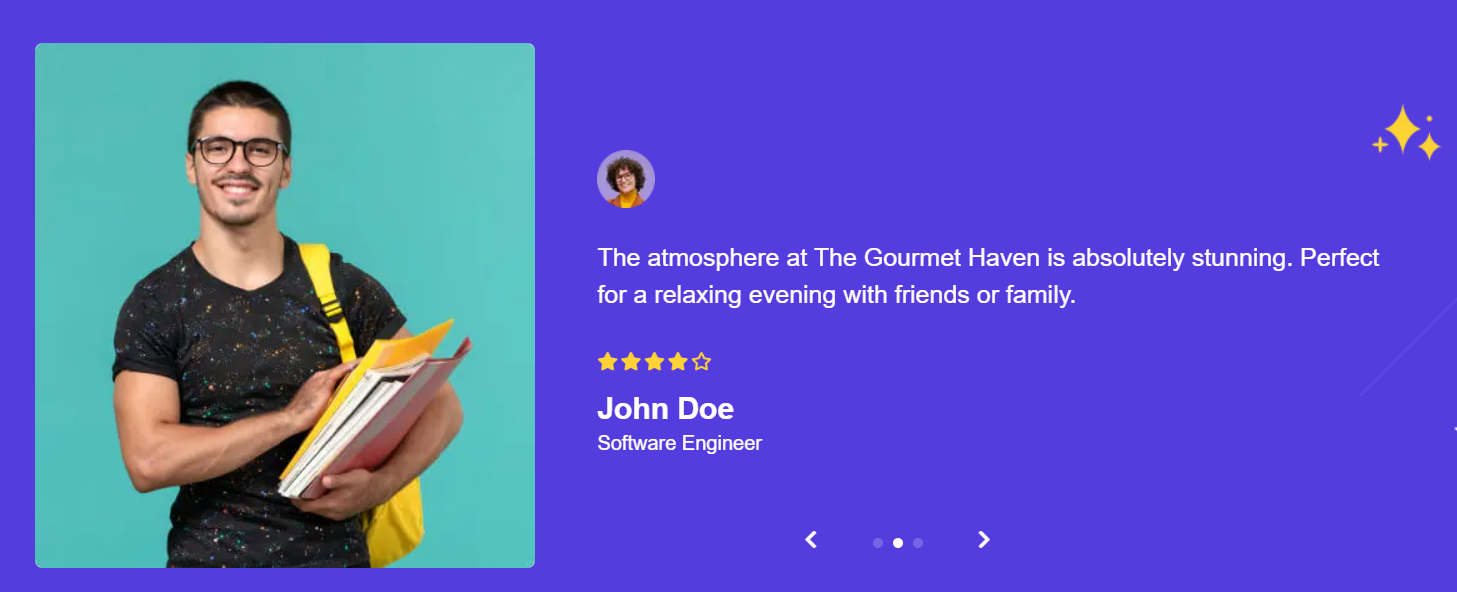 The atmosphere at The Gourmet Haven is absolutely stunning. Perfect
for a relaxing evening with friends or family.
John Doe
Software Engineer